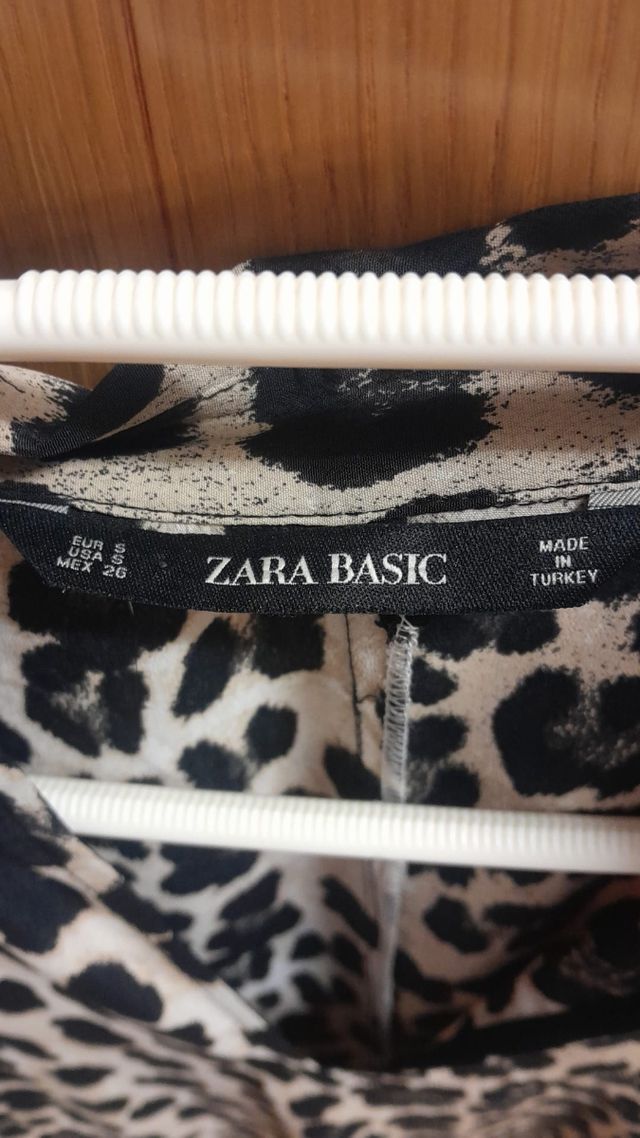 EUR S
USA S
MEX 26
ZARA BASIC
MADE
IN
TURKEY